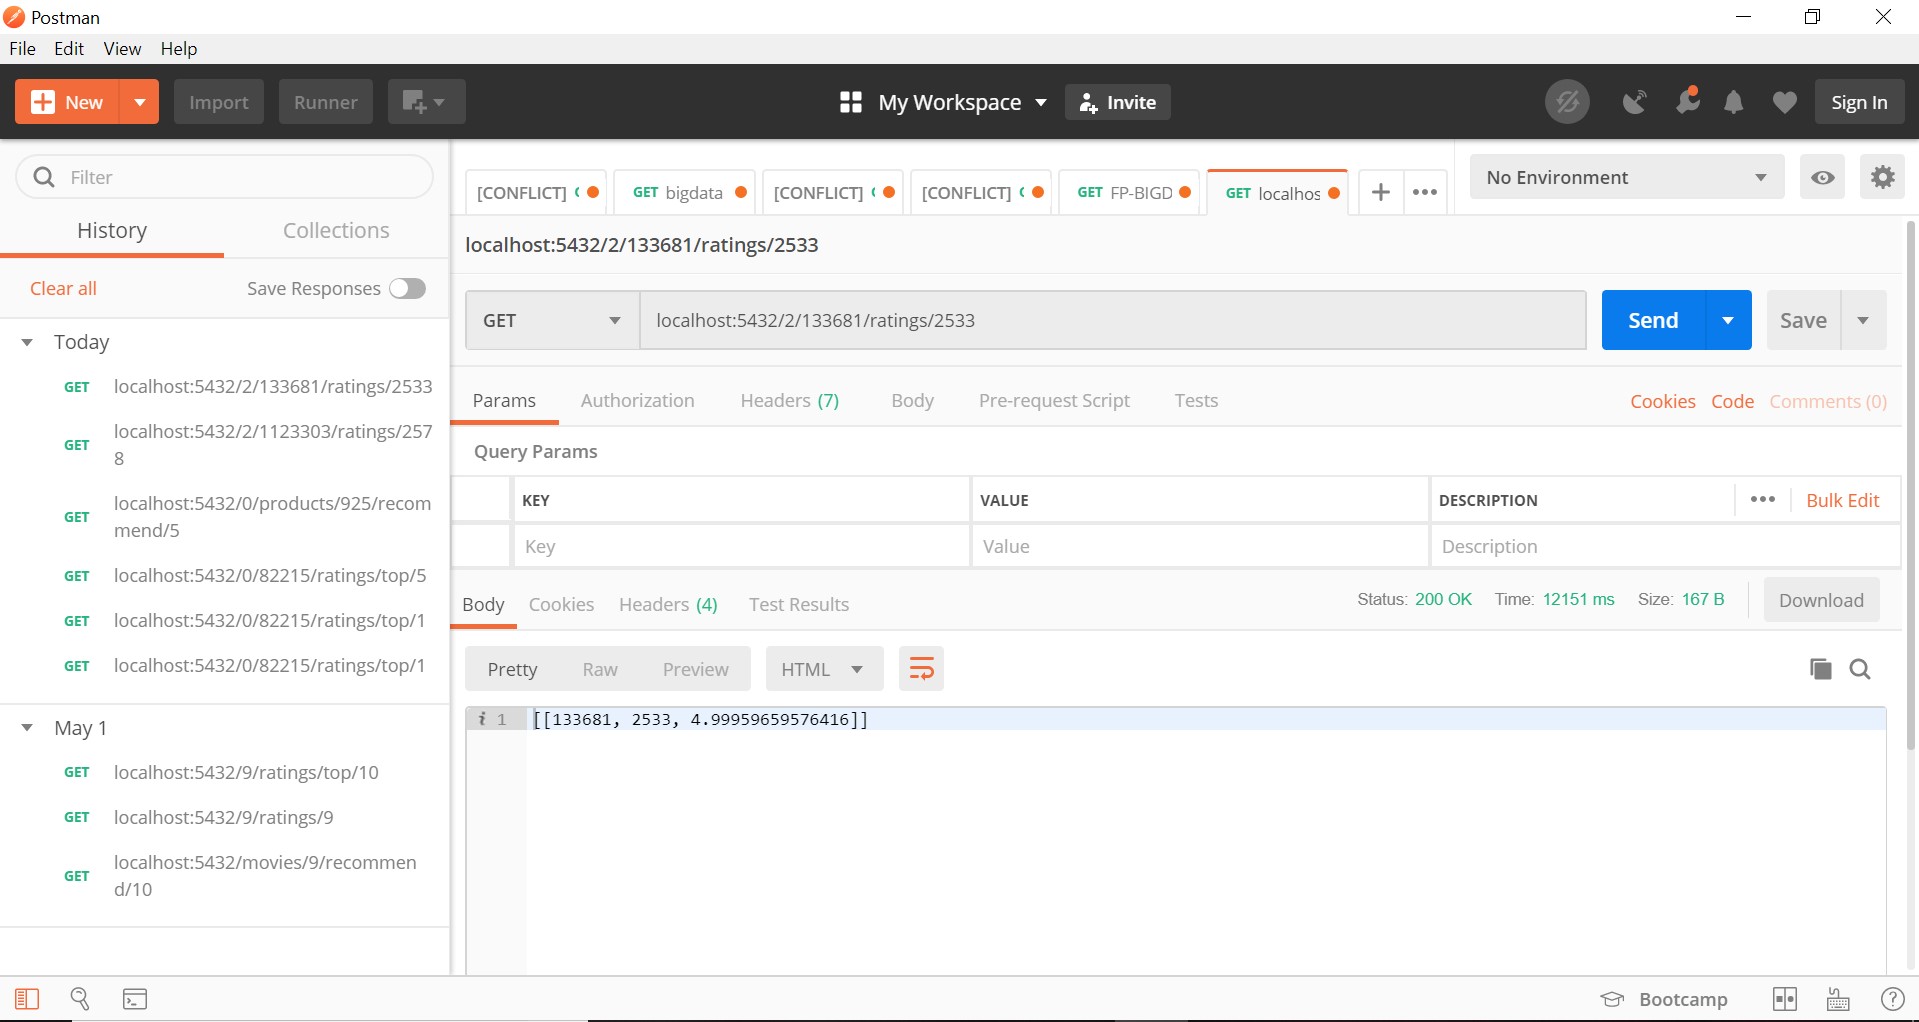 Postman
File Edit View Help
New Import Runner My Workspace Invite Sign In
Filter
History Collections
Clear all Save Responses
Today
GET localhost:5432/2/133681/ratings/2533
GET localhost:5432/2/1123303/ratings/257
8
GET localhost:5432/0/products/925/recom
mend/5
GET localhost:5432/0/82215/ratings/top/5
GET localhost:5432/0/82215/ratings/top/1
GET localhost:5432/0/82215/ratings/top/1
May 1
GET localhost:5432/9/ratings/top/10
GET localhost:5432/9/ratings/9
GET localhost:5432/movies/9/recommen
d/10
[CONFLICT] GET bigdata [CONFLICT] [CONFLICT] GET FP-BIGD GET localhos
No Environment
localhost:5432/2/133681/ratings/2533
GET localhost:5432/2/133681/ratings/2533 Send Save
Params Authorization Headers (7) Body Pre-request Script Tests Cookies Code Comments (0)
Query Params
KEY VALUE DESCRIPTION Bulk Edit
Key Value Description
Body Cookies Headers (4) Test Results Status: 200 OK Time: 12151 ms Size: 167 B Download
Pretty Raw Preview HTML
i 1 [[133681, 2533, 4.99959659576416]]
Bootcamp